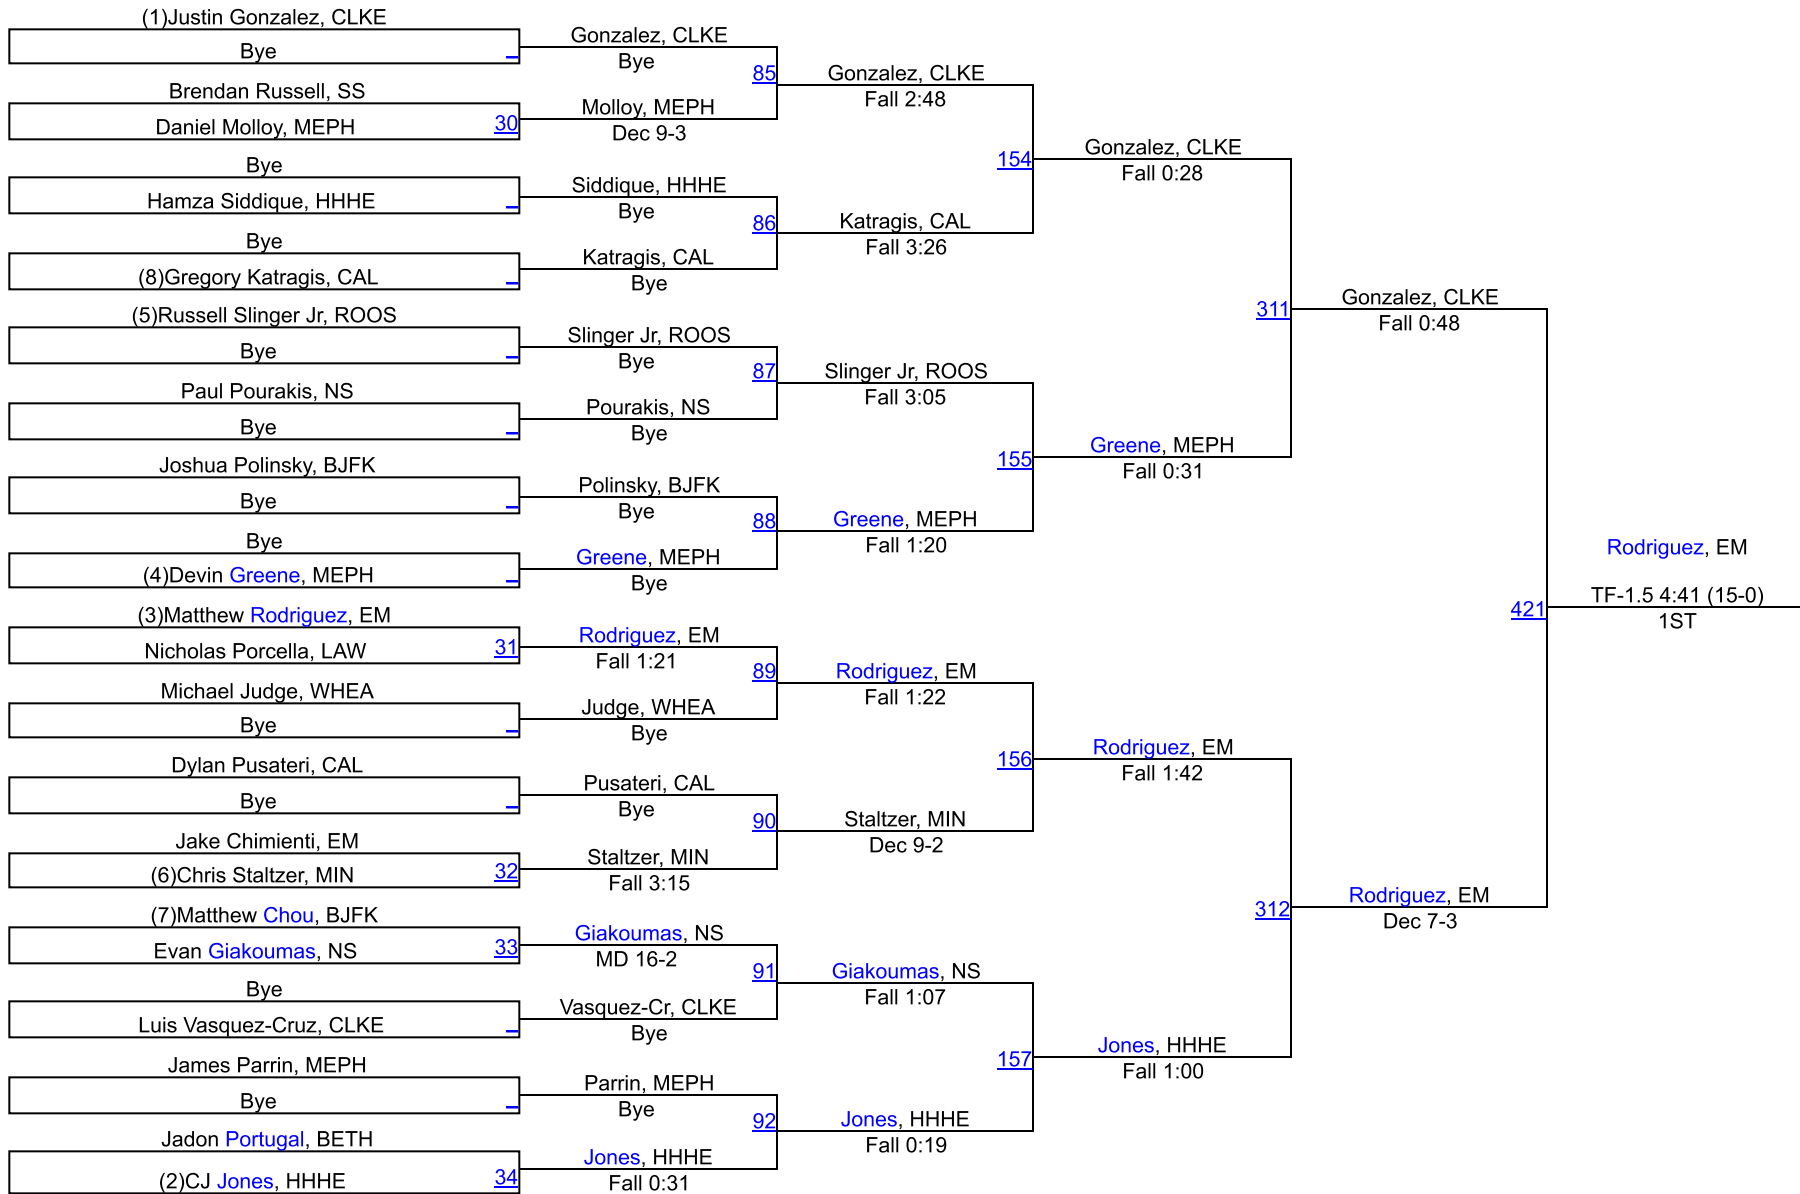 (1)Justin Gonzalez, CLKE
Bye
Brendan Russell, SS
Daniel Molloy, MEPH
30
Bye
Hamza Siddique, HHHE
Bye
(8)Gregory Katragis, CAL
(5)Russell Slinger Jr, ROOS
Bye
Paul Pourakis, NS
Bye
Joshua Polinsky, BJFK
Bye
Bye
(4)Devin Greene, MEPH
(3)Matthew Rodriguez, EM
Nicholas Porcella, LAW
31
Michael Judge, WHEA
Bye
Dylan Pusateri, CAL
Bye
Jake Chimienti, EM
(6)Chris Staltzer, MIN
32
(7)Matthew Chou, BJFK
Evan Giakoumas, NS
33
Bye
Luis Vasquez-Cruz, CLKE
James Parrin, MEPH
Bye
Jadon Portugal, BETH
(2)CJ Jones, HHHE
34
Gonzalez, CLKE
Bye
85
Molloy, MEPH
Dec 9-3
Siddique, HHHE
Bye
86
Katragis, CAL
Bye
Slinger Jr, ROOS
Bye
87
Pourakis, NS
Bye
Polinsky, BJFK
Bye
88
Greene, MEPH
Bye
Rodriguez, EM
Fall 1:21
89
Judge, WHEA
Bye
Pusateri, CAL
Bye
90
Staltzer, MIN
Fall 3:15
Giakoumas, NS
MD 16-2
91
Vasquez-Cr, CLKE
Bye
Parrin, MEPH
Bye
92
Jones, HHHE
Fall 0:31
Gonzalez, CLKE
Fall 2:48
154
Katragis, CAL
Fall 3:26
Slinger Jr, ROOS
Fall 3:05
155
Greene, MEPH
Fall 1:20
Rodriguez, EM
Fall 1:22
156
Staltzer, MIN
Dec 9-2
Giakoumas, NS
Fall 1:07
157
Jones, HHHE
Fall 0:19
Gonzalez, CLKE
Fall 0:28
311
Greene, MEPH
Fall 0:31
Rodriguez, EM
Fall 1:42
312
Jones, HHHE
Fall 1:00
Gonzalez, CLKE
Fall 0:48
421
Rodriguez, EM
Dec 7-3
Rodriguez, EM
TF-1.5 4:41 (15-0)
1ST